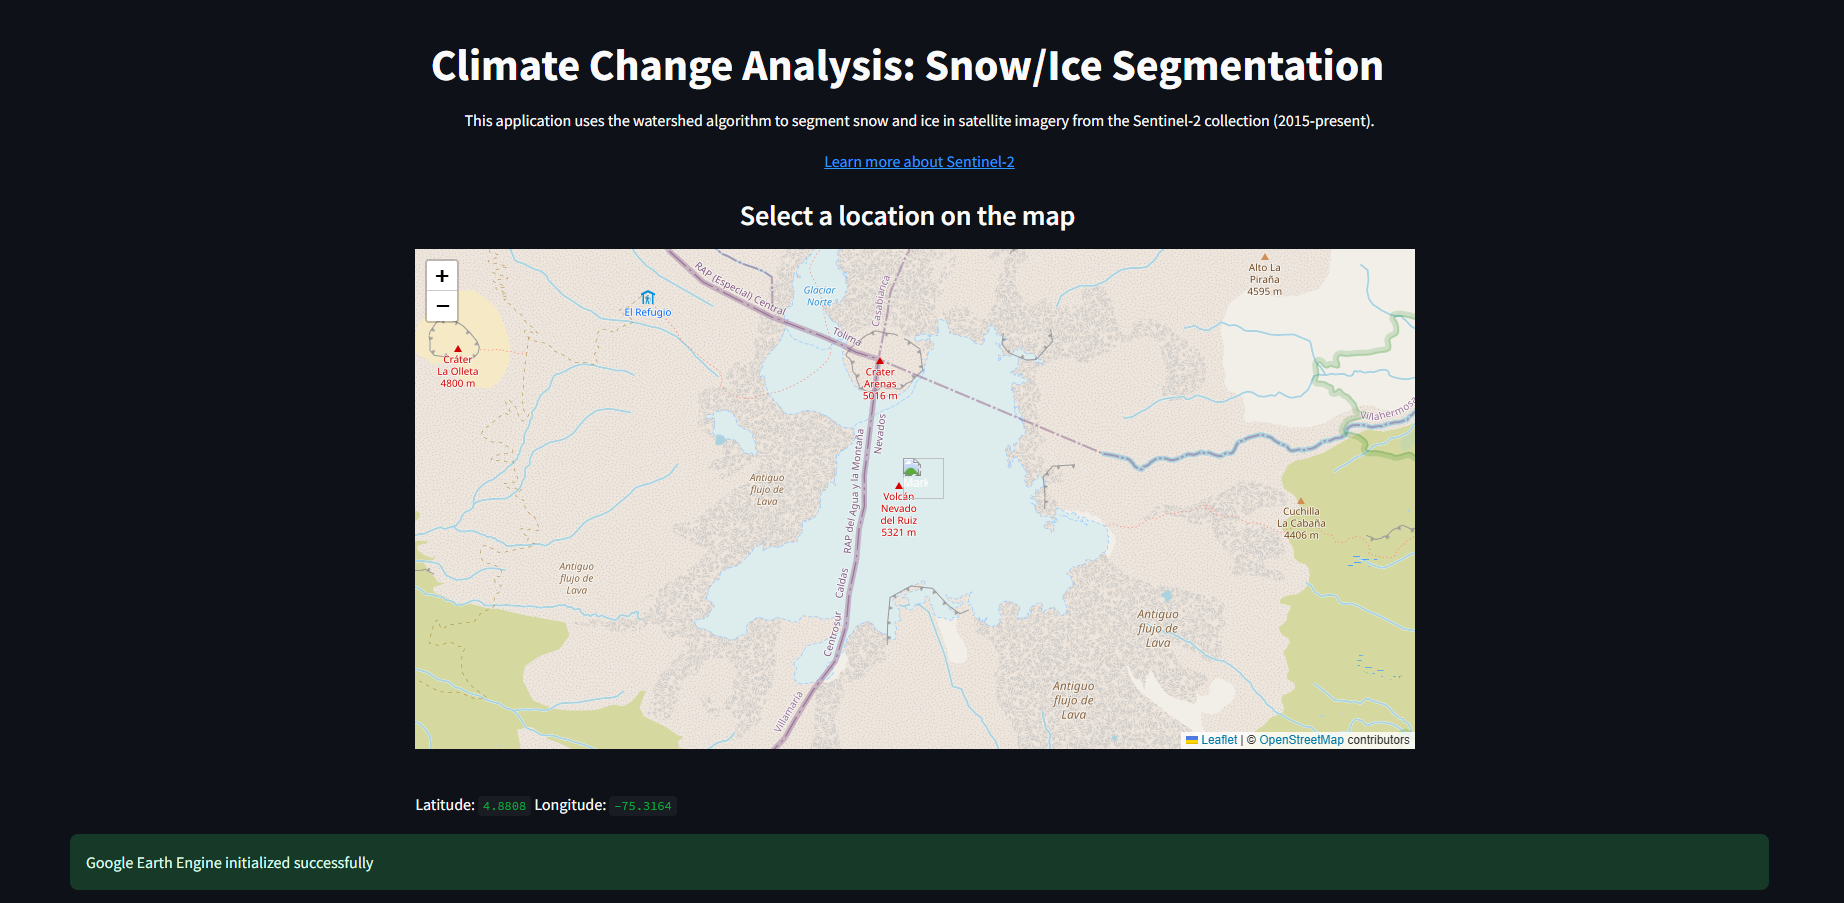 Climate Change Analysis: Snow/Ice Segmentation
This application uses the watershed algorithm to segment snow and ice in satellite imagery from the Sentinel-2 collection (2015-present).
Learn more about Sentinel-2
Select a location on the map
+
−
RAP (Especial) Central
Glaciar
Norte
Casabianca
Alto La
Piraña
4595 m
El Refugio
Tolima
Cráter
La Olleta
4800 m
Cráter
Arenas
5016 m
Villahermosa
Nevados
RAP del Agua y la Montaña
Antiguo
flujo de
Lava
Mark
Volcán
Nevado
del Ruiz
5321 m
Cuchilla
La Cabaña
4406 m
Antiguo
flujo de
Lava
Caldas
Centrosur
Antiguo
flujo de
Lava
Villamaría
Antiguo
flujo de
Lava
Leaflet | © OpenStreetMap contributors
Latitude: 4.8808 Longitude: -75.3164
Google Earth Engine initialized successfully